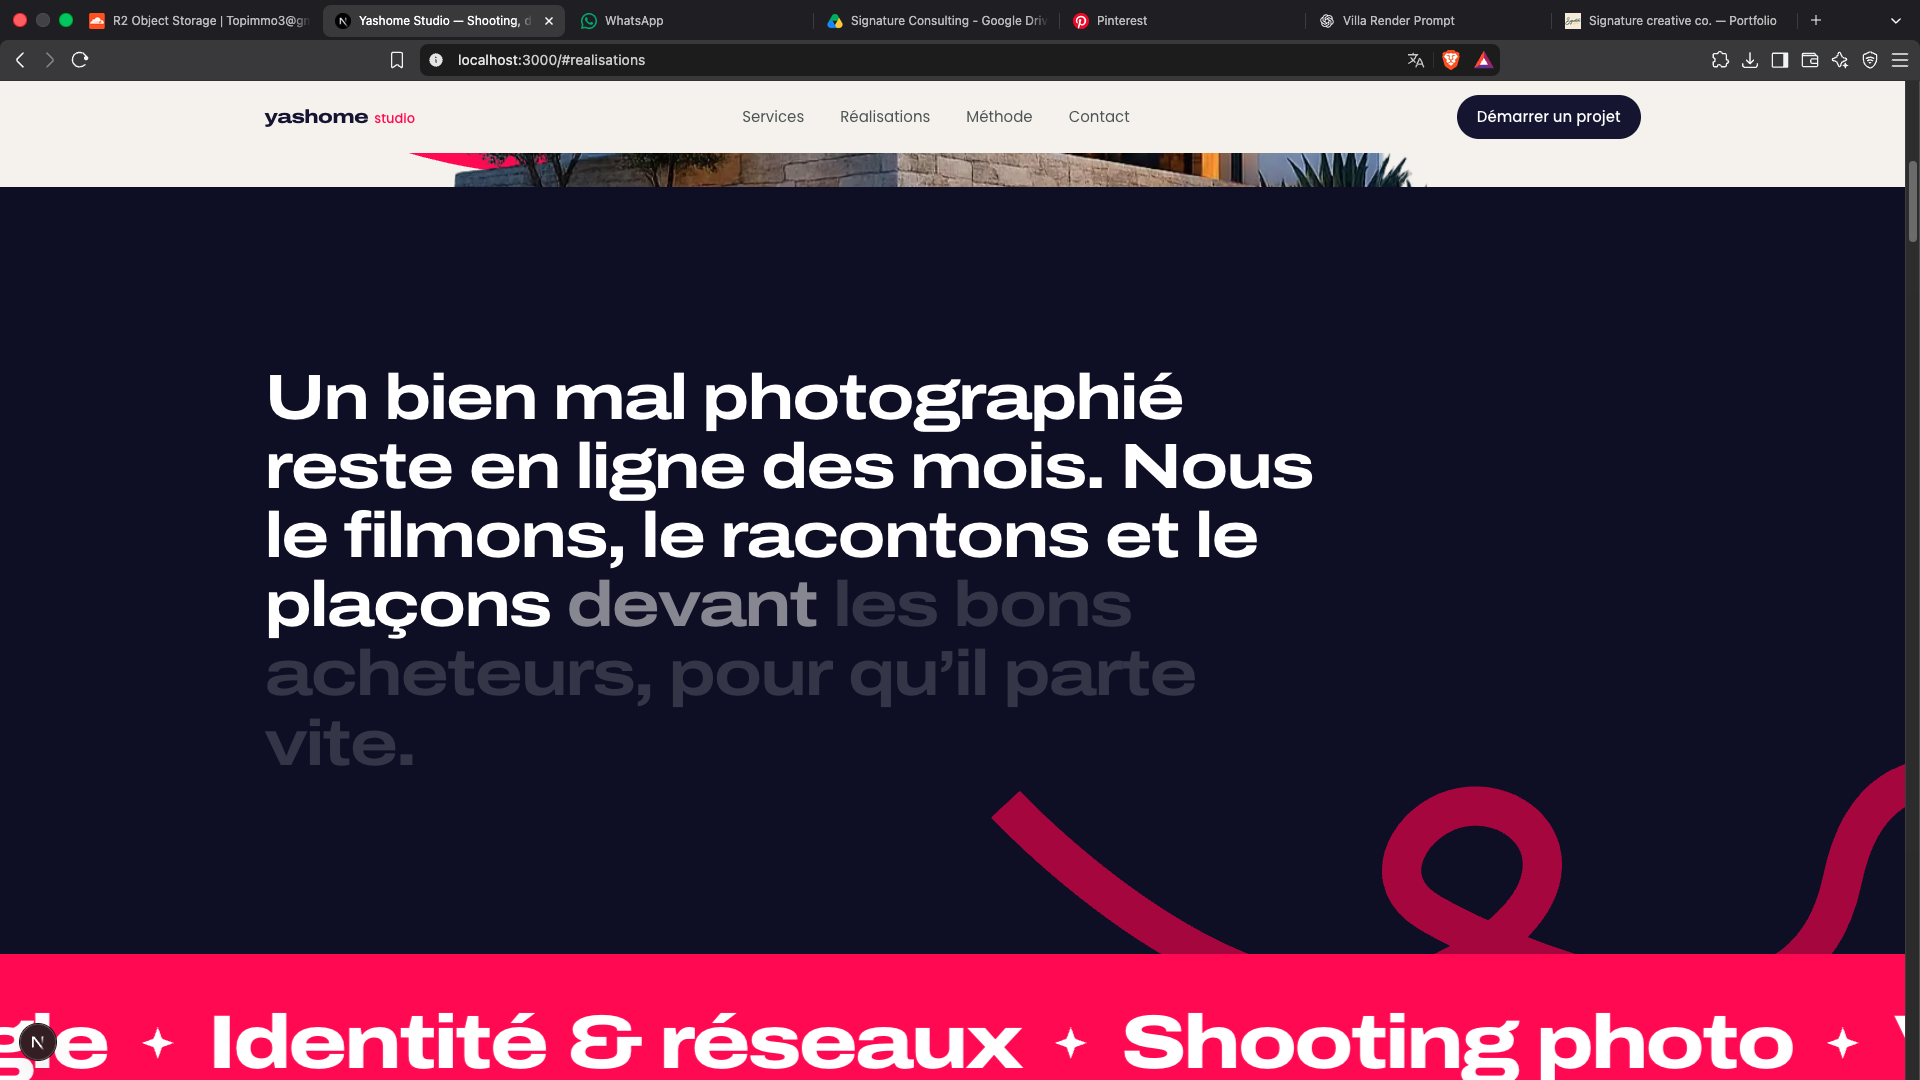 R2 Object Storage | Topimmo3@gm
Yashome Studio — Shooting, d
WhatsApp
Signature Consulting - Google Driv
Pinterest
Villa Render Prompt
Signature creative co. — Portfolio
localhost:3000/#realisations
yashome studio
Services
Réalisations
Méthode
Contact
Démarrer un projet
Un bien mal photographié
reste en ligne des mois. Nous
le filmons, le racontons et le
plaçons devant les bons
acheteurs, pour qu’il parte
vite.
gle ✦ Identité & réseaux ✦ Shooting photo ✦
N